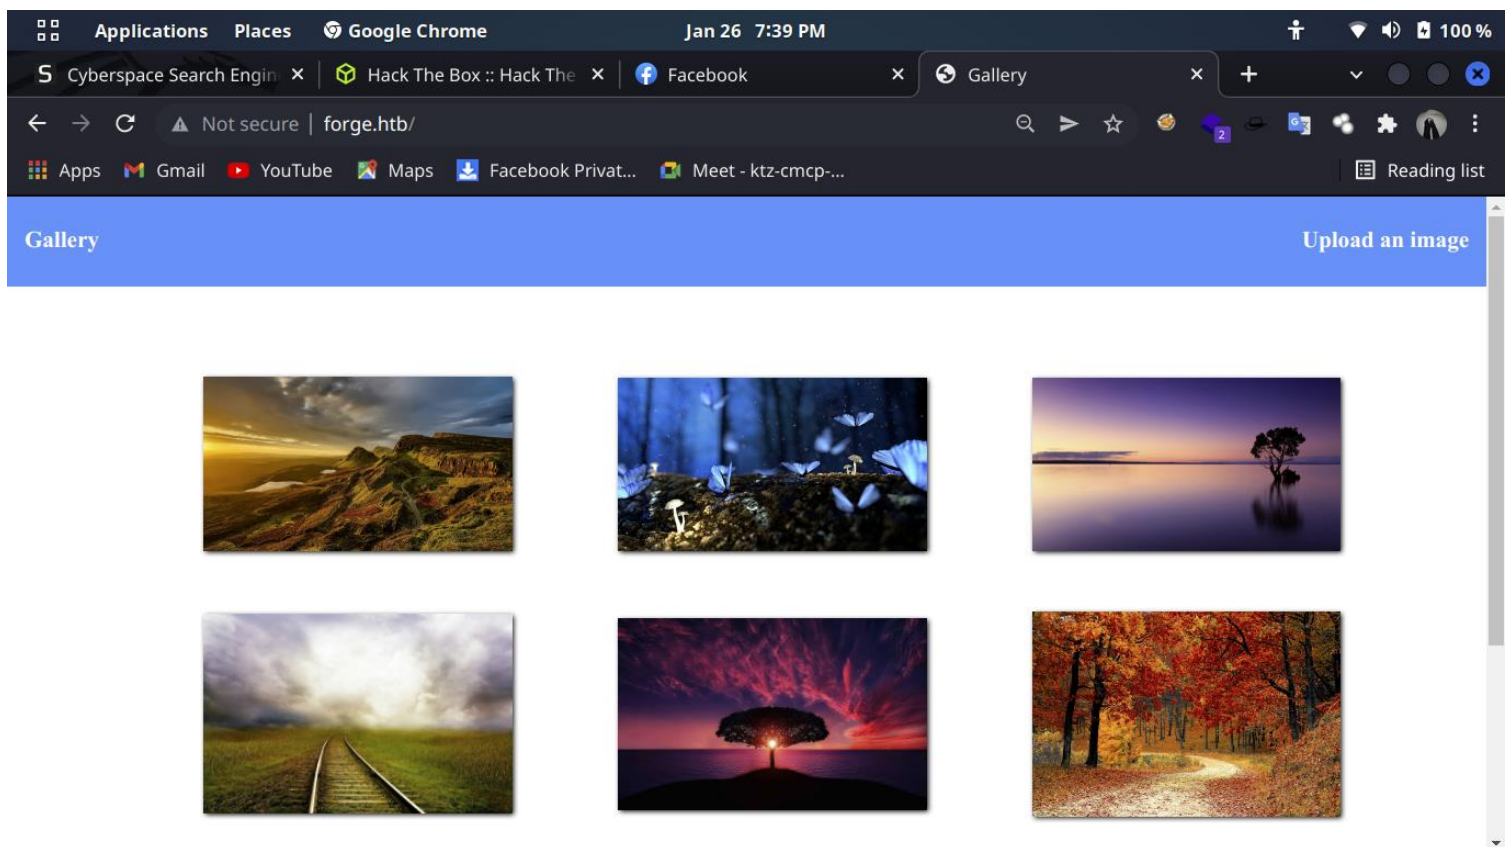 Applications Places Google Chrome Jan 26 7:39 PM 100 %
Cyberspace Search Engin Hack The Box :: Hack The Facebook Gallery
Not secure forge.htb/ 2
Apps Gmail YouTube Maps Facebook Privat... Meet - ktz-cmcp-... Reading list
Gallery Upload an image